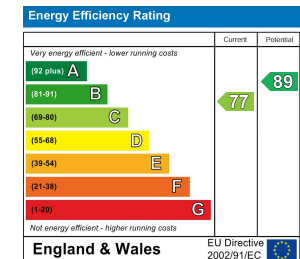 Energy Efficiency Rating
Current Potential
Very energy efficient - lower running costs
(92 plus) A
(81-91) B
(69-80) C
(55-68) D
(39-54) E
(21-38) F
(1-20) G
77
89
Not energy efficient - higher running costs
England & Wales
EU Directive
2002/91/EC